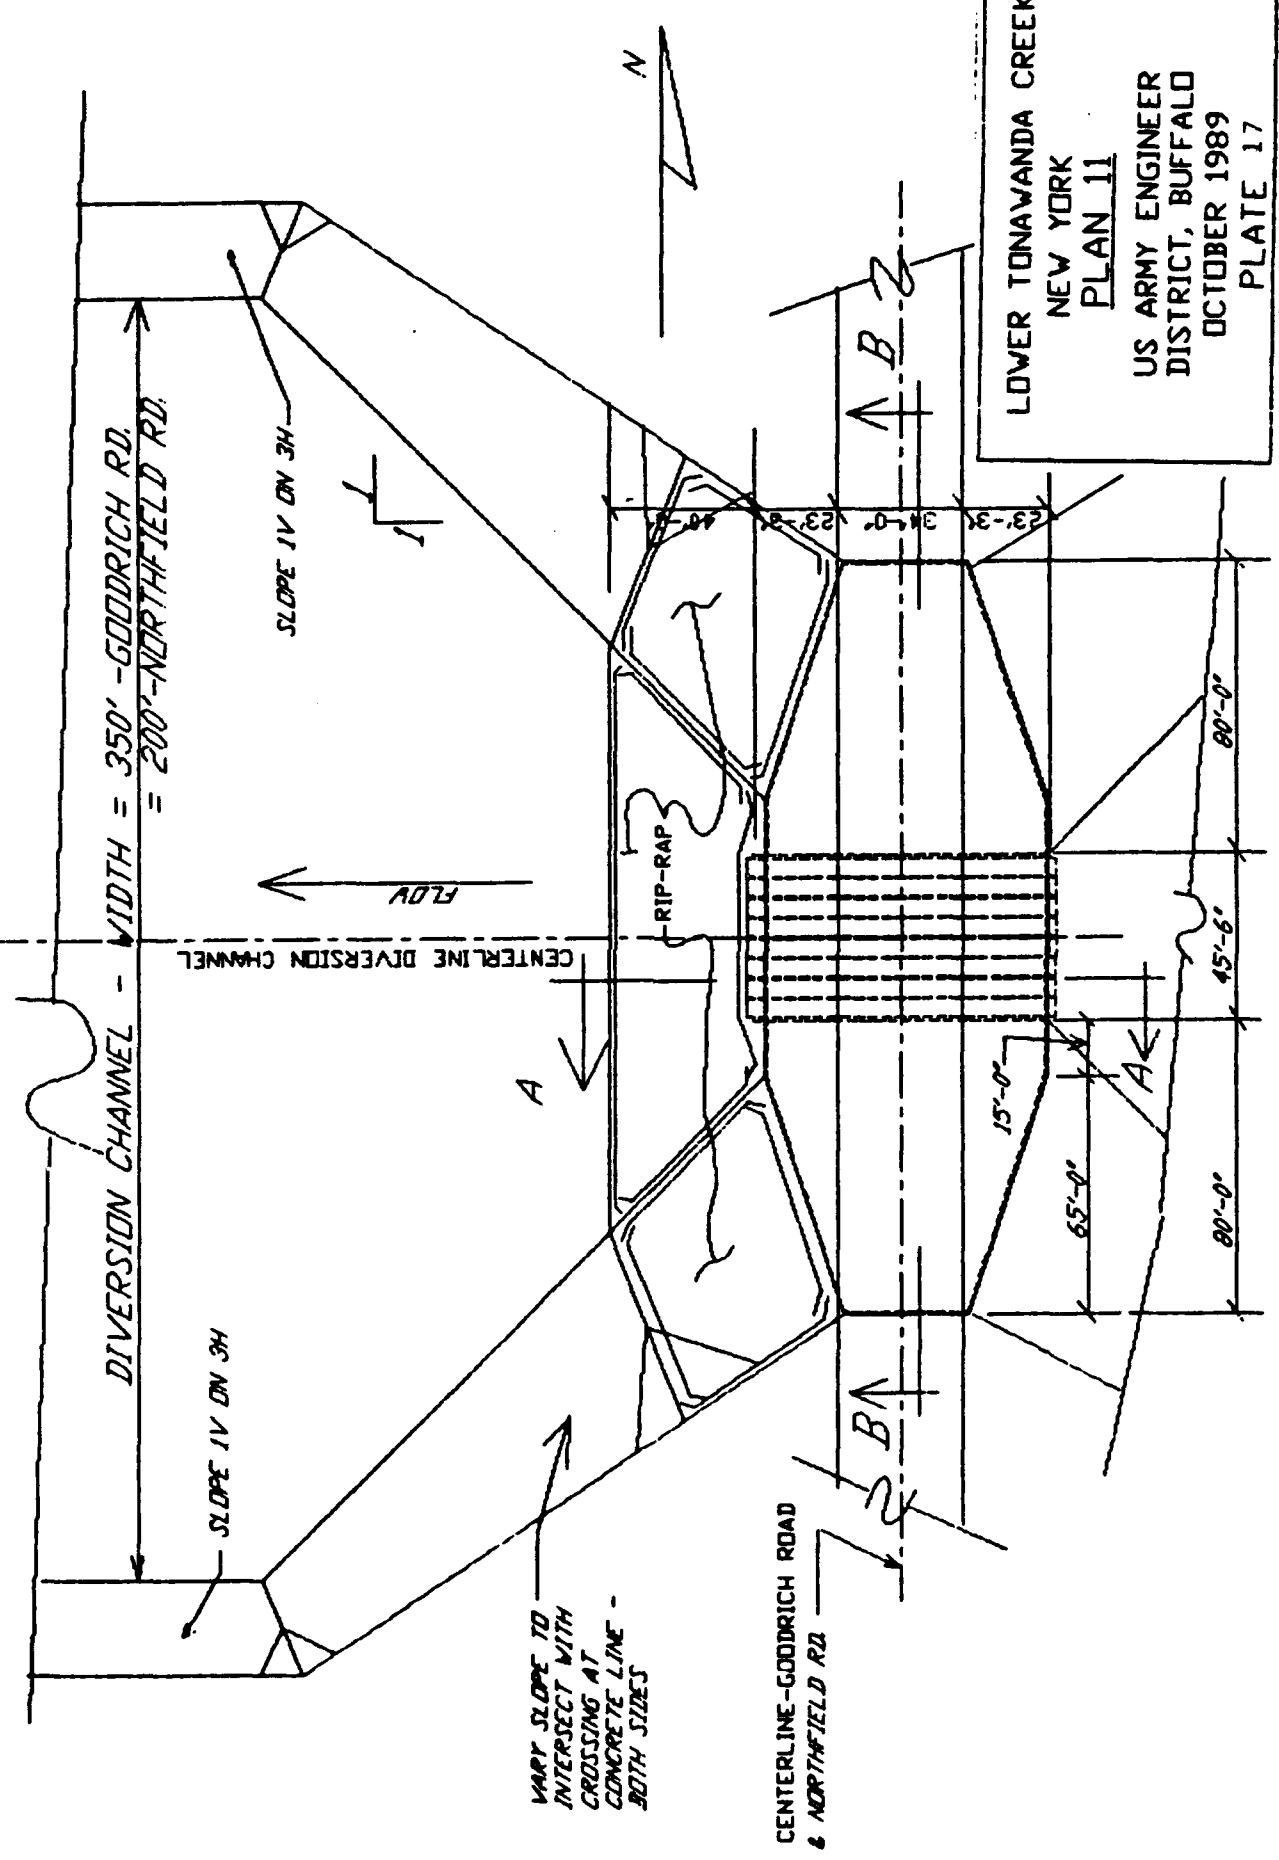 DIVERSION CHANNEL - WIDTH = 350' -GOODRICH RD.
= 200'-NORTHFIELD RD.
SLOPE 1V ON 3H
SLOPE 1V ON 3H
1
1
N
FLOW
CENTERLINE DIVERSION CHANNEL
A
RIP-RAP
VARY SLOPE TO
INTERSECT WITH
CROSSING AT
CONCRETE LINE -
BOTH SIDES
40'-0"
23'-3"
34'-0"
23'-3"
B
B
CENTERLINE-GOODRICH ROAD
& NORTHFIELD RD.
15'-0"
A
65'-0"
80'-0"
45'-6"
80'-0"
LOWER TONAWANDA CREEK
NEW YORK
PLAN 11
US ARMY ENGINEER
DISTRICT, BUFFALO
OCTOBER 1989
PLATE 17